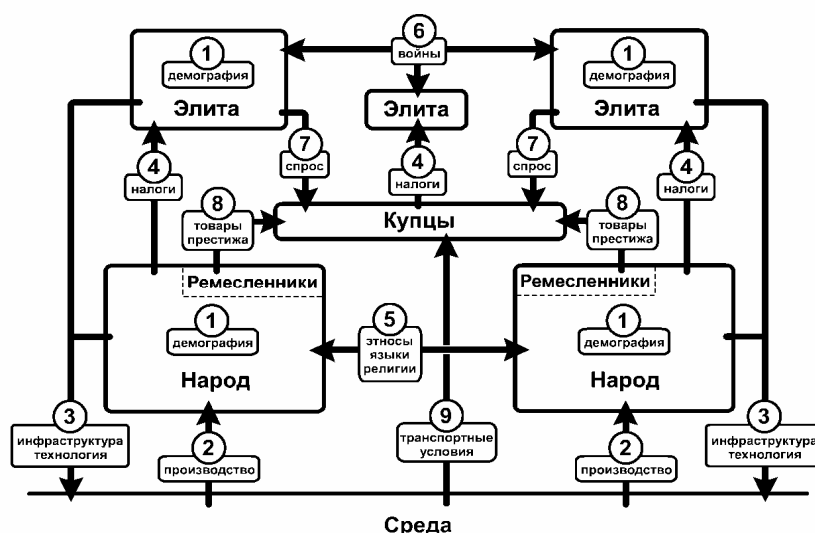 6
войны
1
демография
Элита
Элита
1
демография
Элита
4
налоги
7
спрос
4
налоги
7
спрос
4
налоги
8
товары
престижа
Купцы
8
товары
престижа
Ремесленники
Ремесленники
1
демография
Народ
5
этносы
языки
религии
1
демография
Народ
3
инфраструктура
технология
2
производство
9
транспортные
условия
2
производство
3
инфраструктура
технология
Среда